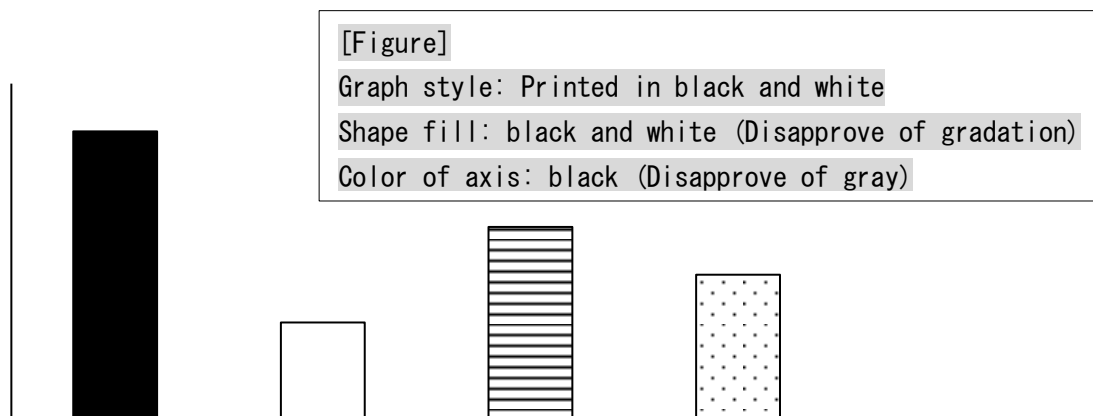 [Figure]
Graph style: Printed in black and white
Shape fill: black and white (Disapprove of gradation)
Color of axis: black (Disapprove of gray)